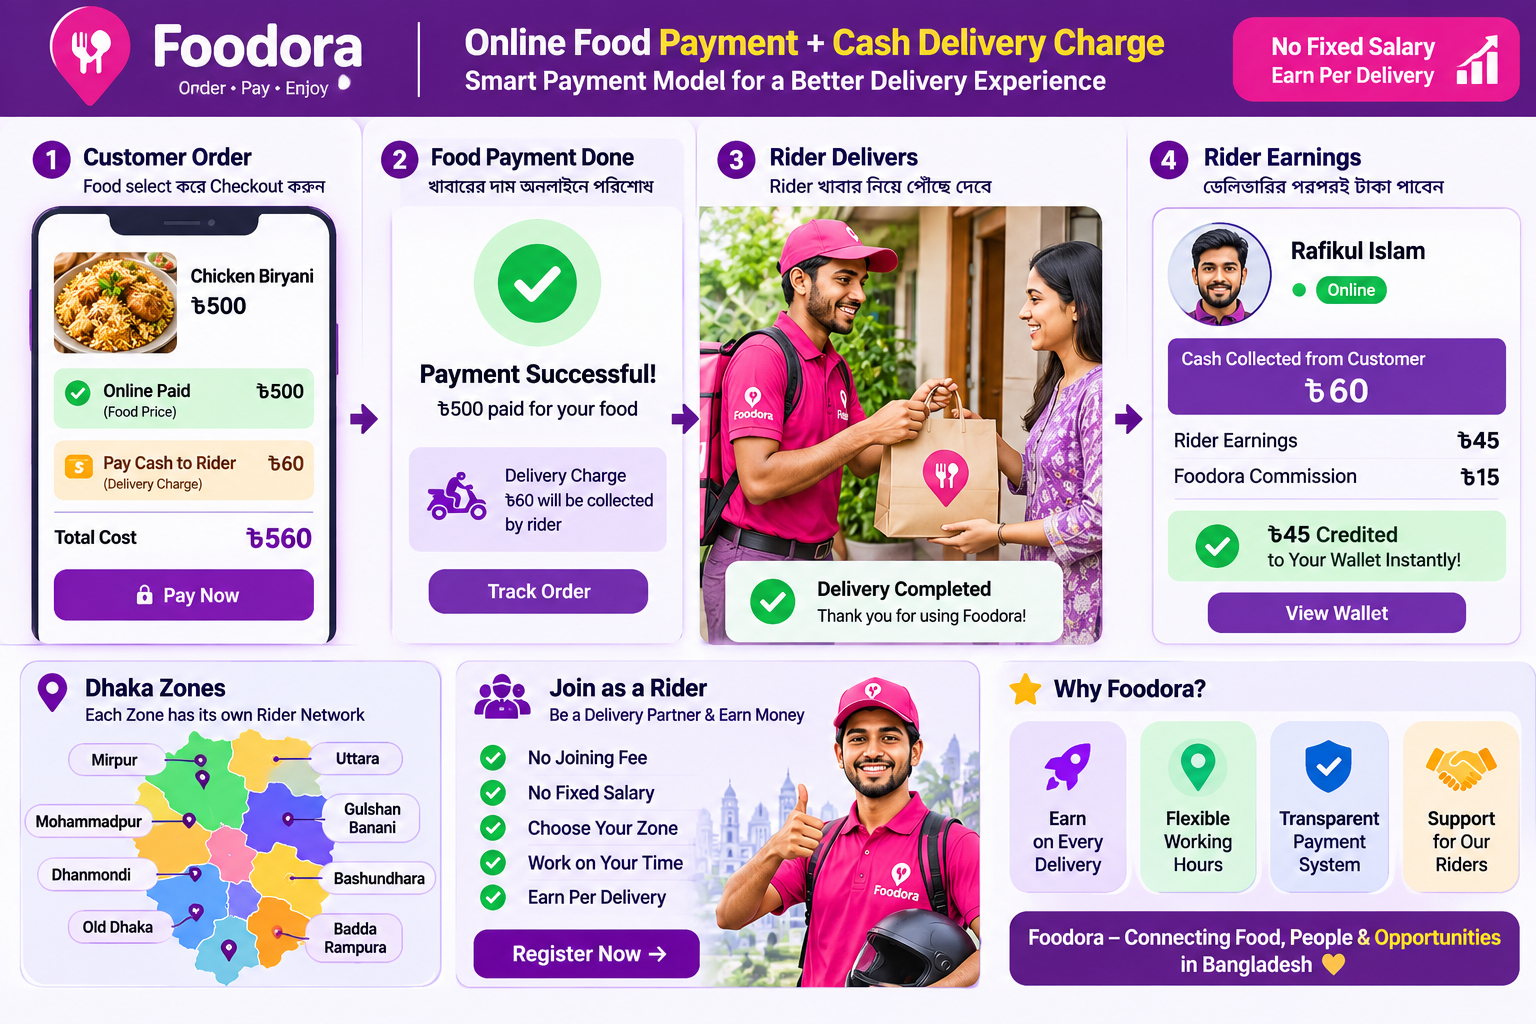 Foodora
Order • Pay • Enjoy
Online Food Payment + Cash Delivery Charge
Smart Payment Model for a Better Delivery Experience
No Fixed Salary
Earn Per Delivery
1 Customer Order
Food select করে Checkout করুন
Chicken Biryani
৳500
Online Paid ৳500
(Food Price)
Pay Cash to Rider ৳60
(Delivery Charge)
Total Cost ৳560
Pay Now
2 Food Payment Done
খাবারের দাম অনলাইনে পরিশোধ
Payment Successful!
৳500 paid for your food
Delivery Charge
৳60 will be collected
by rider
Track Order
3 Rider Delivers
Rider খাবার নিয়ে পৌঁছে দেবে
Foodora
Delivery Completed
Thank you for using Foodora!
4 Rider Earnings
ডেলিভারির পরপরই টাকা পাবেন
Rafikul Islam
Online
Cash Collected from Customer
৳60
Rider Earnings ৳45
Foodora Commission ৳15
৳45 Credited
to Your Wallet Instantly!
View Wallet
Dhaka Zones
Each Zone has its own Rider Network
Mirpur
Uttara
Mohammadpur
Gulshan
Banani
Dhanmondi
Bashundhara
Old Dhaka
Badda
Rampura
Join as a Rider
Be a Delivery Partner & Earn Money
No Joining Fee
No Fixed Salary
Choose Your Zone
Work on Your Time
Earn Per Delivery
Register Now →
Foodora
Why Foodora?
Earn
on Every
Delivery
Flexible
Working
Hours
Transparent
Payment
System
Support
for Our
Riders
Foodora – Connecting Food, People & Opportunities
in Bangladesh